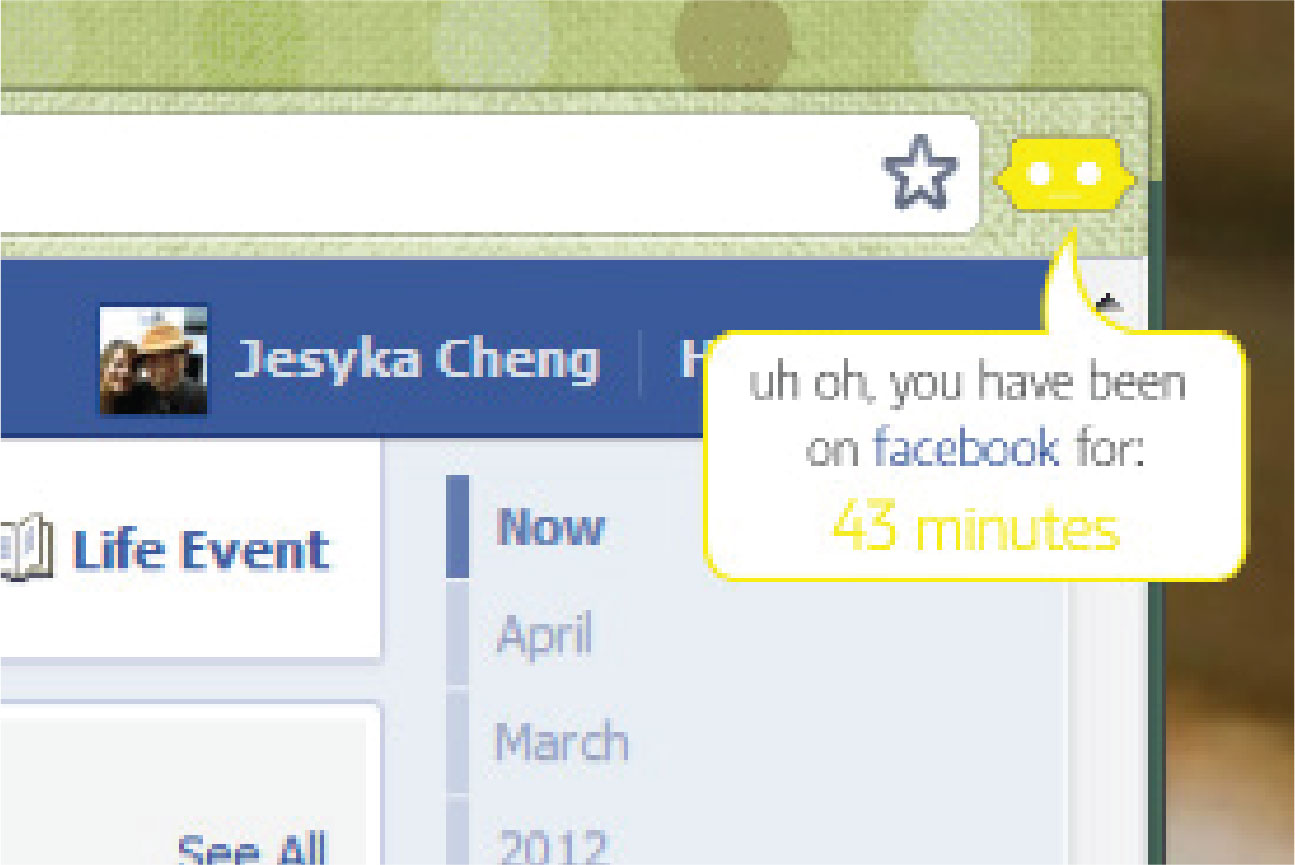 Jesyka Cheng
uh oh, you have been
on facebook for:
43 minutes
Life Event
Now
April
March
2012
See All